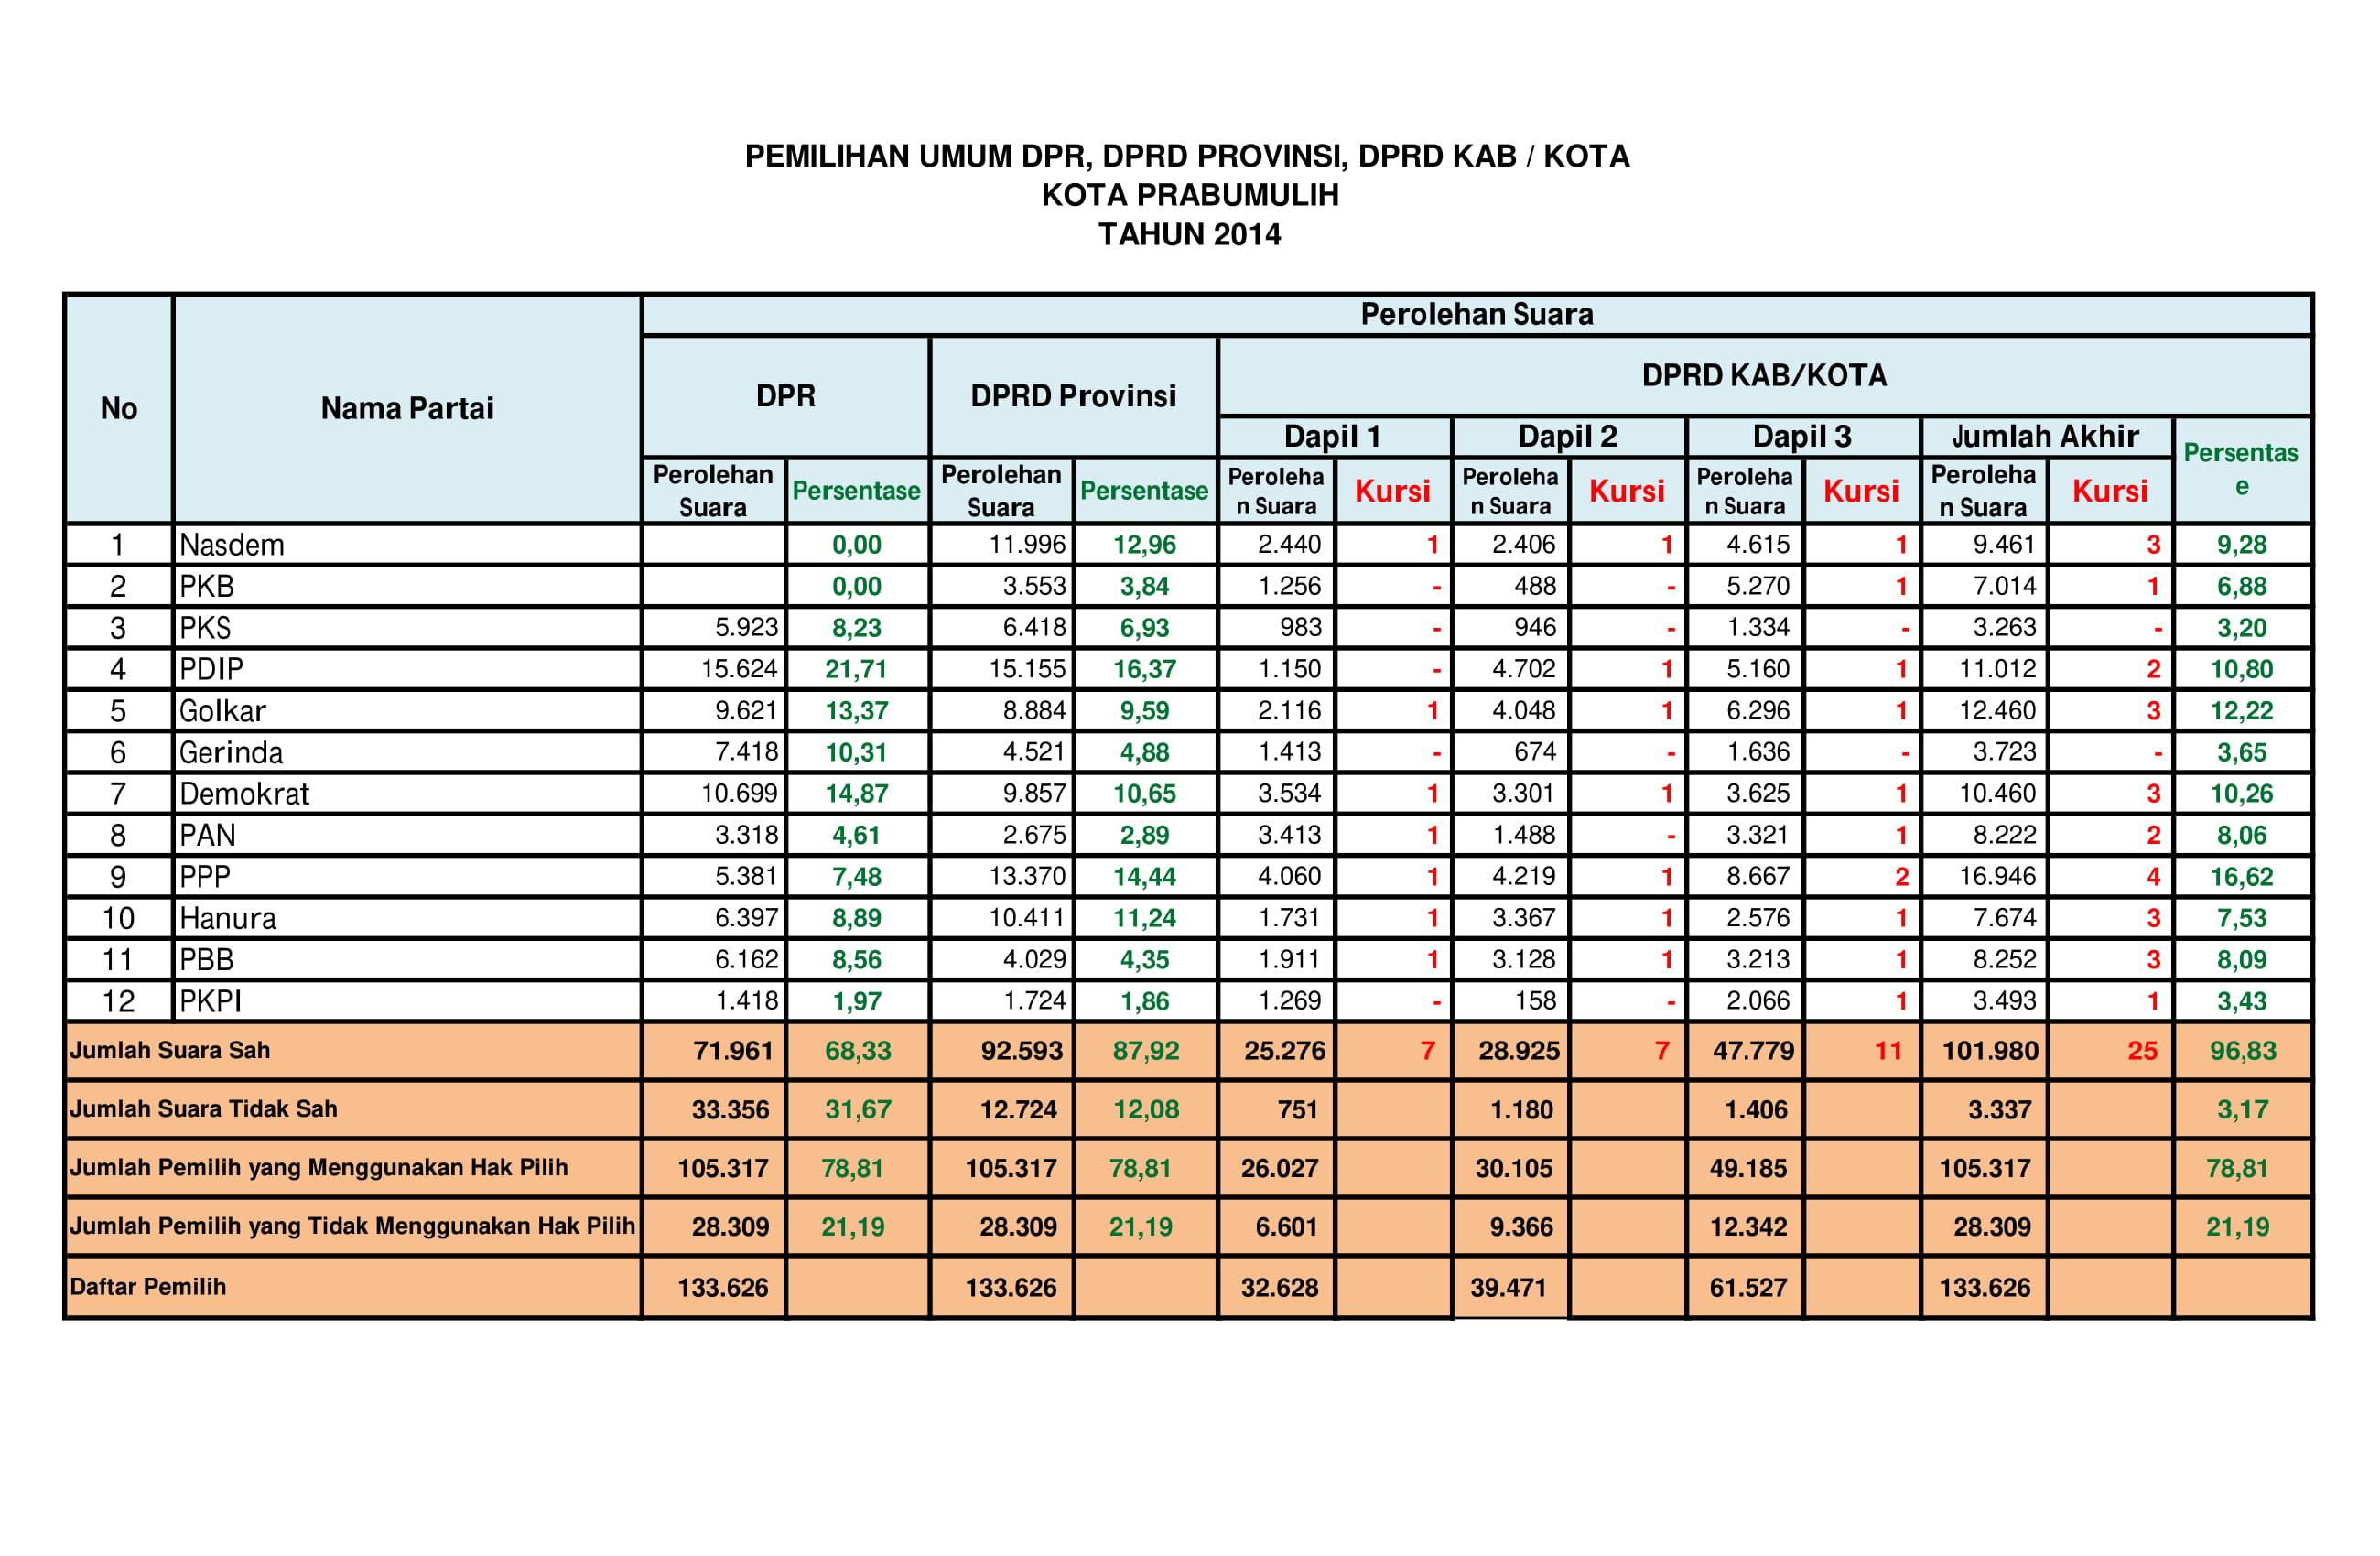 PEMILIHAN UMUM DPR, DPRD PROVINSI, DPRD KAB / KOTA
KOTA PRABUMULIH
TAHUN 2014
No Nama Partai Perolehan Suara
DPR DPRD Provinsi DPRD KAB/KOTA
Dapil 1 Dapil 2 Dapil 3 Jumlah Akhir Persentas
e
Perolehan
Suara Persentase Perolehan
Suara Persentase Peroleha
n Suara Kursi Peroleha
n Suara Kursi Peroleha
n Suara Kursi Peroleha
n Suara Kursi
1 Nasdem 0,00 11.996 12,96 2.440 1 2.406 1 4.615 1 9.461 3 9,28
2 PKB 0,00 3.553 3,84 1.256 - 488 - 5.270 1 7.014 1 6,88
3 PKS 5.923 8,23 6.418 6,93 983 - 946 - 1.334 - 3.263 - 3,20
4 PDIP 15.624 21,71 15.155 16,37 1.150 - 4.702 1 5.160 1 11.012 2 10,80
5 Golkar 9.621 13,37 8.884 9,59 2.116 1 4.048 1 6.296 1 12.460 3 12,22
6 Gerinda 7.418 10,31 4.521 4,88 1.413 - 674 - 1.636 - 3.723 - 3,65
7 Demokrat 10.699 14,87 9.857 10,65 3.534 1 3.301 1 3.625 1 10.460 3 10,26
8 PAN 3.318 4,61 2.675 2,89 3.413 1 1.488 - 3.321 1 8.222 2 8,06
9 PPP 5.381 7,48 13.370 14,44 4.060 1 4.219 1 8.667 2 16.946 4 16,62
10 Hanura 6.397 8,89 10.411 11,24 1.731 1 3.367 1 2.576 1 7.674 3 7,53
11 PBB 6.162 8,56 4.029 4,35 1.911 1 3.128 1 3.213 1 8.252 3 8,09
12 PKPI 1.418 1,97 1.724 1,86 1.269 - 158 - 2.066 1 3.493 1 3,43
Jumlah Suara Sah 71.961 68,33 92.593 87,92 25.276 7 28.925 7 47.779 11 101.980 25 96,83
Jumlah Suara Tidak Sah 33.356 31,67 12.724 12,08 751 1.180 1.406 3.337 3,17
Jumlah Pemilih yang Menggunakan Hak Pilih 105.317 78,81 105.317 78,81 26.027 30.105 49.185 105.317 78,81
Jumlah Pemilih yang Tidak Menggunakan Hak Pilih 28.309 21,19 28.309 21,19 6.601 9.366 12.342 28.309 21,19
Daftar Pemilih 133.626 133.626 32.628 39.471 61.527 133.626